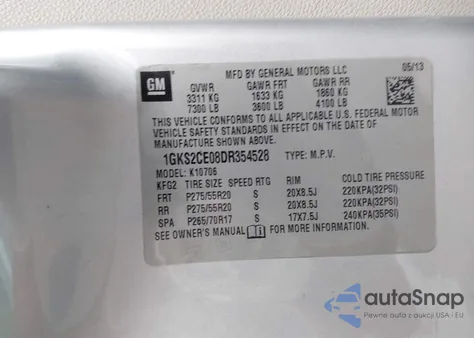 GM
MFD BY GENERAL MOTORS LLC
05/13
GVWR GAWR FRT GAWR RR
3311 KG 1633 KG 1860 KG
7300 LB 3600 LB 4100 LB
THIS VEHICLE CONFORMS TO ALL APPLICABLE U.S. FEDERAL MOTOR
VEHICLE SAFETY STANDARDS IN EFFECT ON THE DATE OF
MANUFACTURE SHOWN ABOVE.
1GKS2CE08DR354528 TYPE: M.P.V.
MODEL: K10706
KFG2 TIRE SIZE SPEED RTG RIM COLD TIRE PRESSURE
FRT P275/55R20 S 20X8.5J 220KPA(32PSI)
RR P275/55R20 S 20X8.5J 220KPA(32PSI)
SPA P265/70R17 S 17X7.5J 240KPA(35PSI)
SEE OWNER'S MANUAL FOR MORE INFORMATION.
autaSnap
Pewne auta z USA i EU